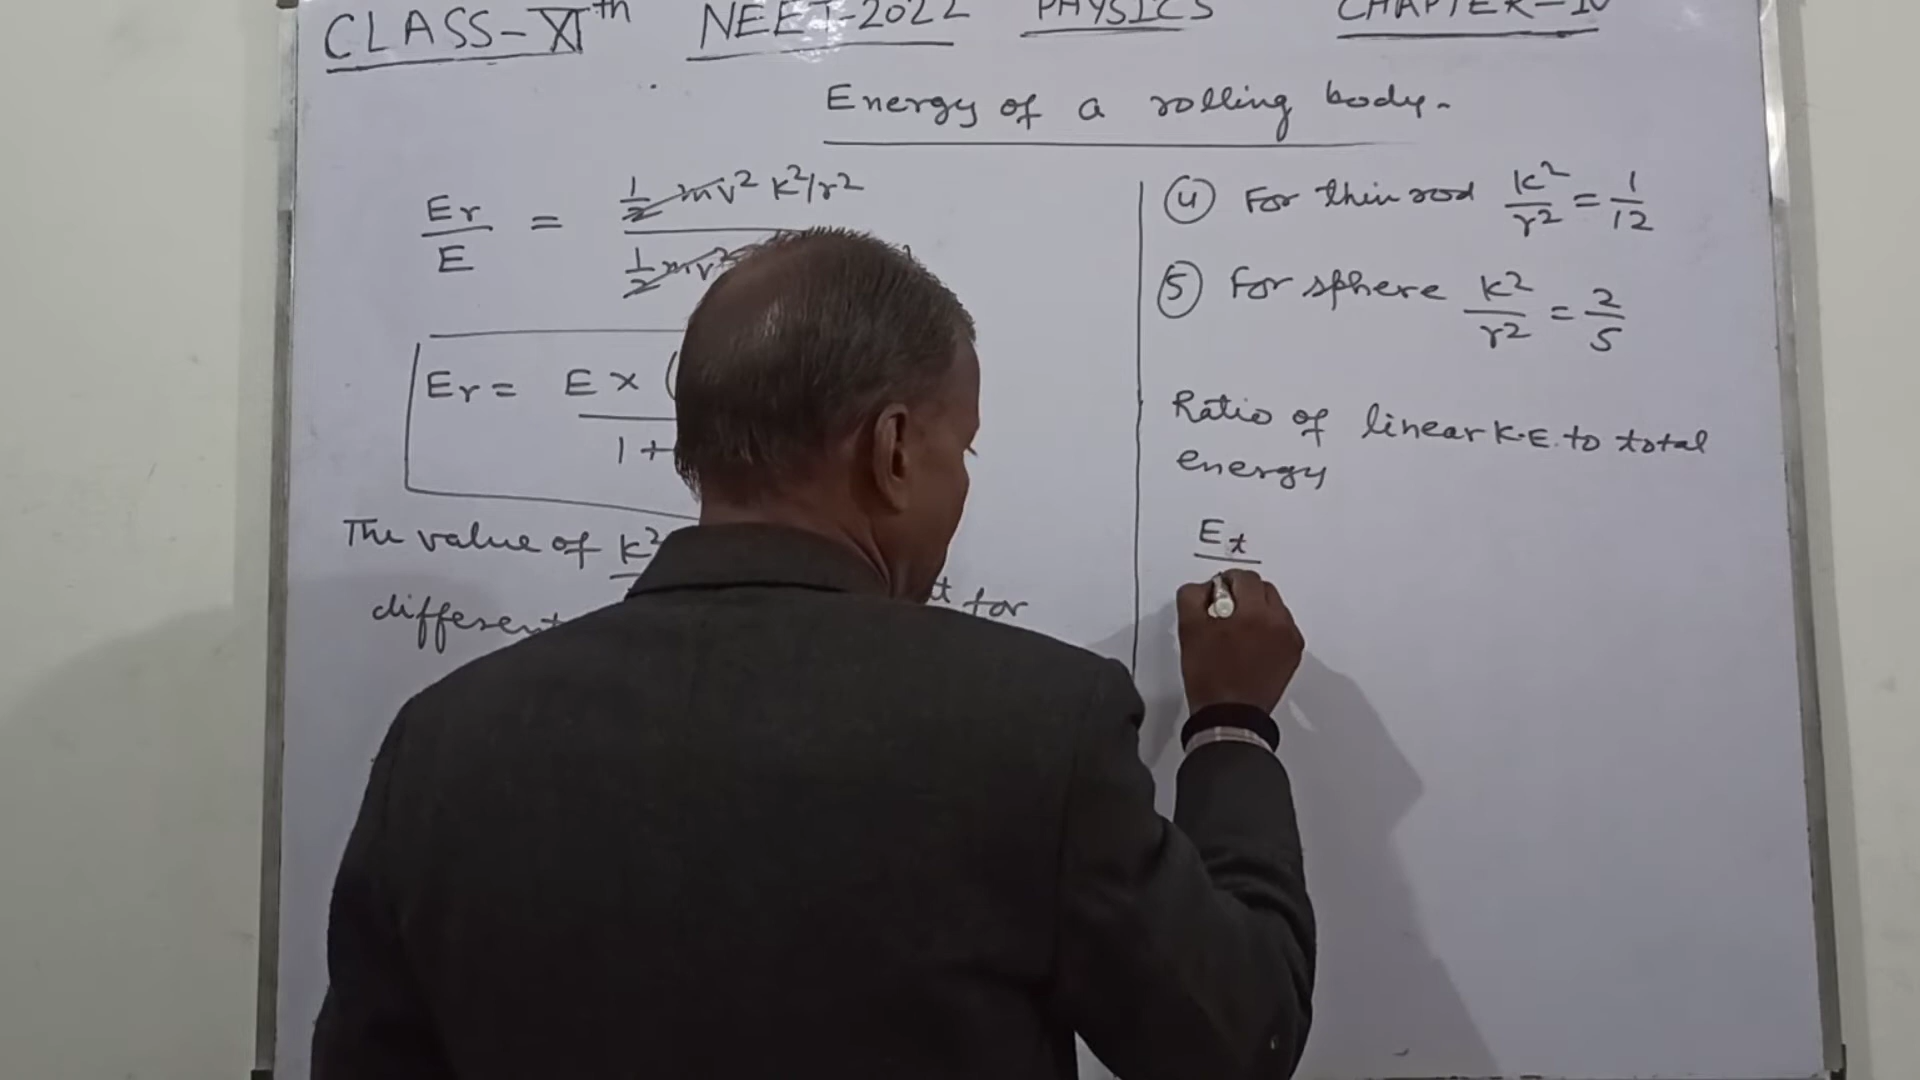 CLASS-XIth NEET-2022 PHYSICS CHAPTER-IV
Energy of a rolling body.
Er/E = 1/2 mv² k²/r² / 1/2 mv²
Er = E × ( / 1+
The value of k²
different for
④ For thin rod k²/r² = 1/12
⑤ For sphere k²/r² = 2/5
Ratio of linear K.E. to total
energy
Et